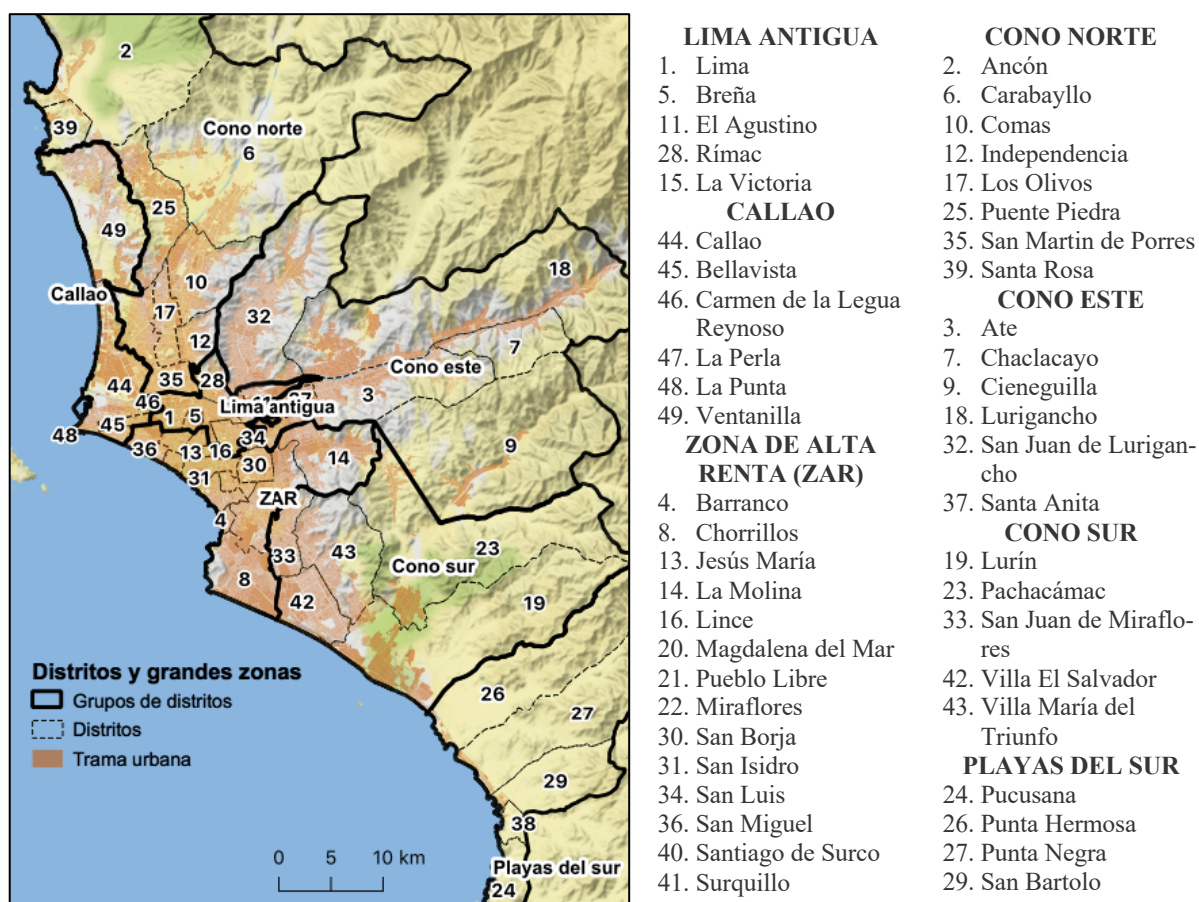 2
39
Cono norte
6
25
49
18
10
Callao
17
32
12
7
Cono este
44
35
28
3
46
Lima antigua
11
37
1
5
48
45
34
36
13
16
30
14
9
31
ZAR
4
33
43
23
Cono sur
8
42
19
Distritos y grandes zonas
Grupos de distritos
Distritos
Trama urbana
26
27
29
38
0 5 10 km
Playas del sur
24
LIMA ANTIGUA
1. Lima
5. Breña
11. El Agustino
28. Rímac
15. La Victoria
CALLAO
44. Callao
45. Bellavista
46. Carmen de la Legua
Reynoso
47. La Perla
48. La Punta
49. Ventanilla
ZONA DE ALTA
RENTA (ZAR)
4. Barranco
8. Chorrillos
13. Jesús María
14. La Molina
16. Lince
20. Magdalena del Mar
21. Pueblo Libre
22. Miraflores
30. San Borja
31. San Isidro
34. San Luis
36. San Miguel
40. Santiago de Surco
41. Surquillo
CONO NORTE
2. Ancón
6. Carabayllo
10. Comas
12. Independencia
17. Los Olivos
25. Puente Piedra
35. San Martin de Porres
39. Santa Rosa
CONO ESTE
3. Ate
7. Chaclacayo
9. Cieneguilla
18. Lurigancho
32. San Juan de Lurigan-
cho
37. Santa Anita
CONO SUR
19. Lurín
23. Pachacámac
33. San Juan de Miraflo-
res
42. Villa El Salvador
43. Villa María del
Triunfo
PLAYAS DEL SUR
24. Pucusana
26. Punta Hermosa
27. Punta Negra
29. San Bartolo